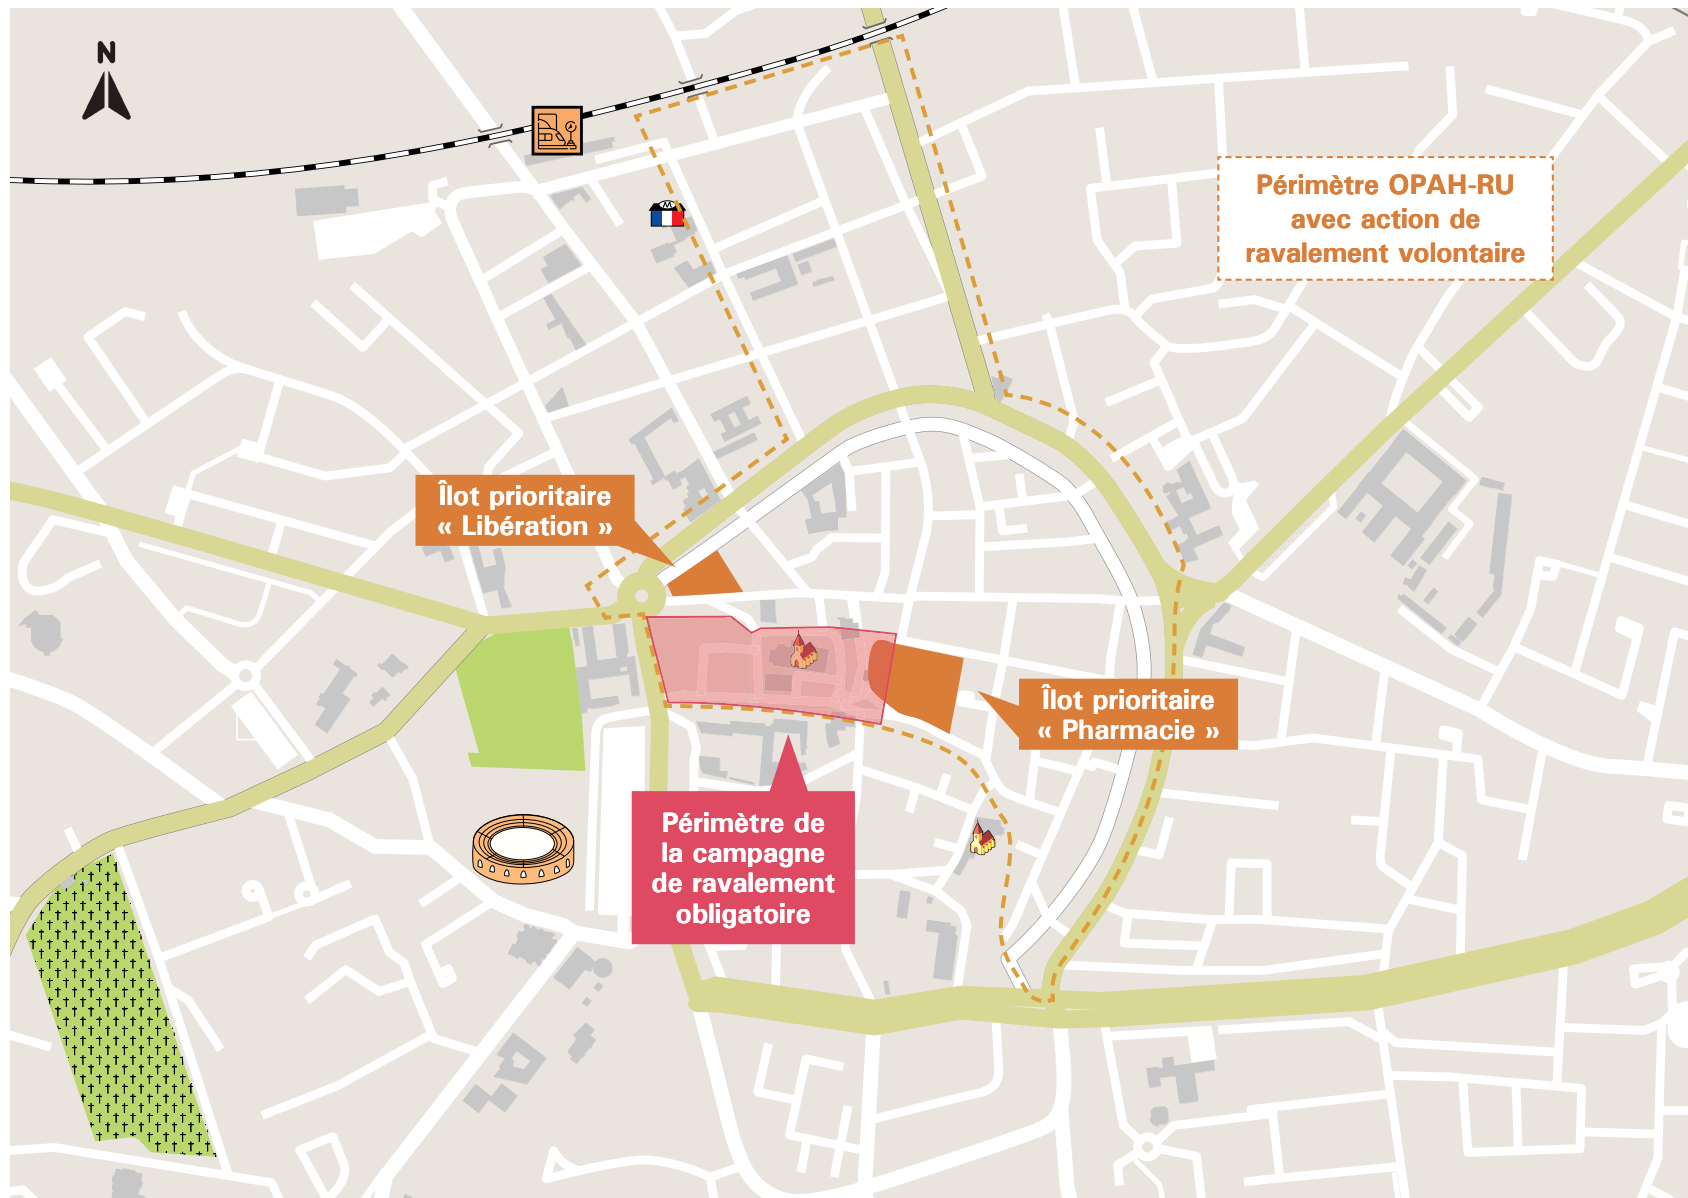 N
M
Périmètre OPAH-RU
avec action de
ravalement volontaire
Îlot prioritaire
« Libération »
Îlot prioritaire
« Pharmacie »
Périmètre de
la campagne
de ravalement
obligatoire